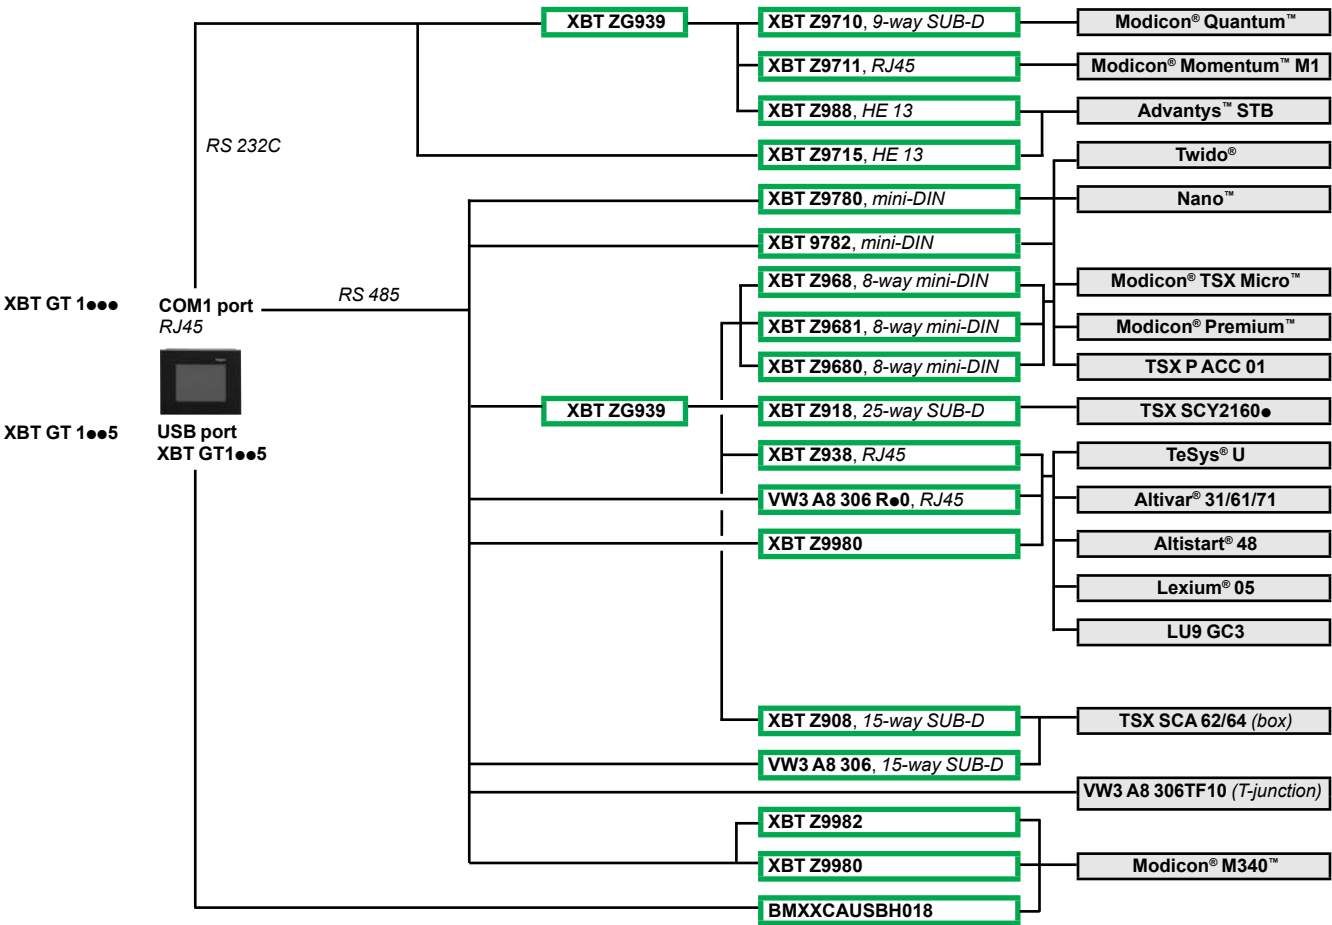 XBT ZG939
XBT Z9710, 9-way SUB-D
Modicon® Quantum™
XBT Z9711, RJ45
Modicon® Momentum™ M1
XBT Z988, HE 13
Advantys™ STB
RS 232C
XBT Z9715, HE 13
Twido®
XBT Z9780, mini-DIN
Nano™
XBT 9782, mini-DIN
XBT Z968, 8-way mini-DIN
Modicon® TSX Micro™
XBT GT 1●●●
COM1 port
RJ45
RS 485
XBT Z9681, 8-way mini-DIN
Modicon® Premium™
XBT Z9680, 8-way mini-DIN
TSX P ACC 01
XBT ZG939
XBT Z918, 25-way SUB-D
TSX SCY2160●
XBT GT 1●●5
USB port
XBT GT1●●5
XBT Z938, RJ45
TeSys® U
VW3 A8 306 R●0, RJ45
Altivar® 31/61/71
XBT Z9980
Altistart® 48
Lexium® 05
LU9 GC3
XBT Z908, 15-way SUB-D
TSX SCA 62/64 (box)
VW3 A8 306, 15-way SUB-D
VW3 A8 306TF10 (T-junction)
XBT Z9982
XBT Z9980
Modicon® M340™
BMXXCAUSBH018